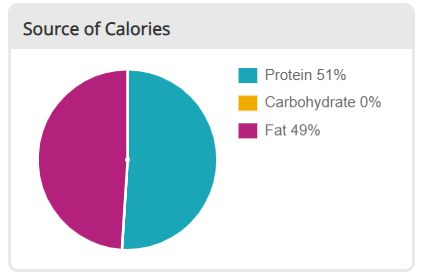 Source of Calories
Protein 51%
Carbohydrate 0%
Fat 49%